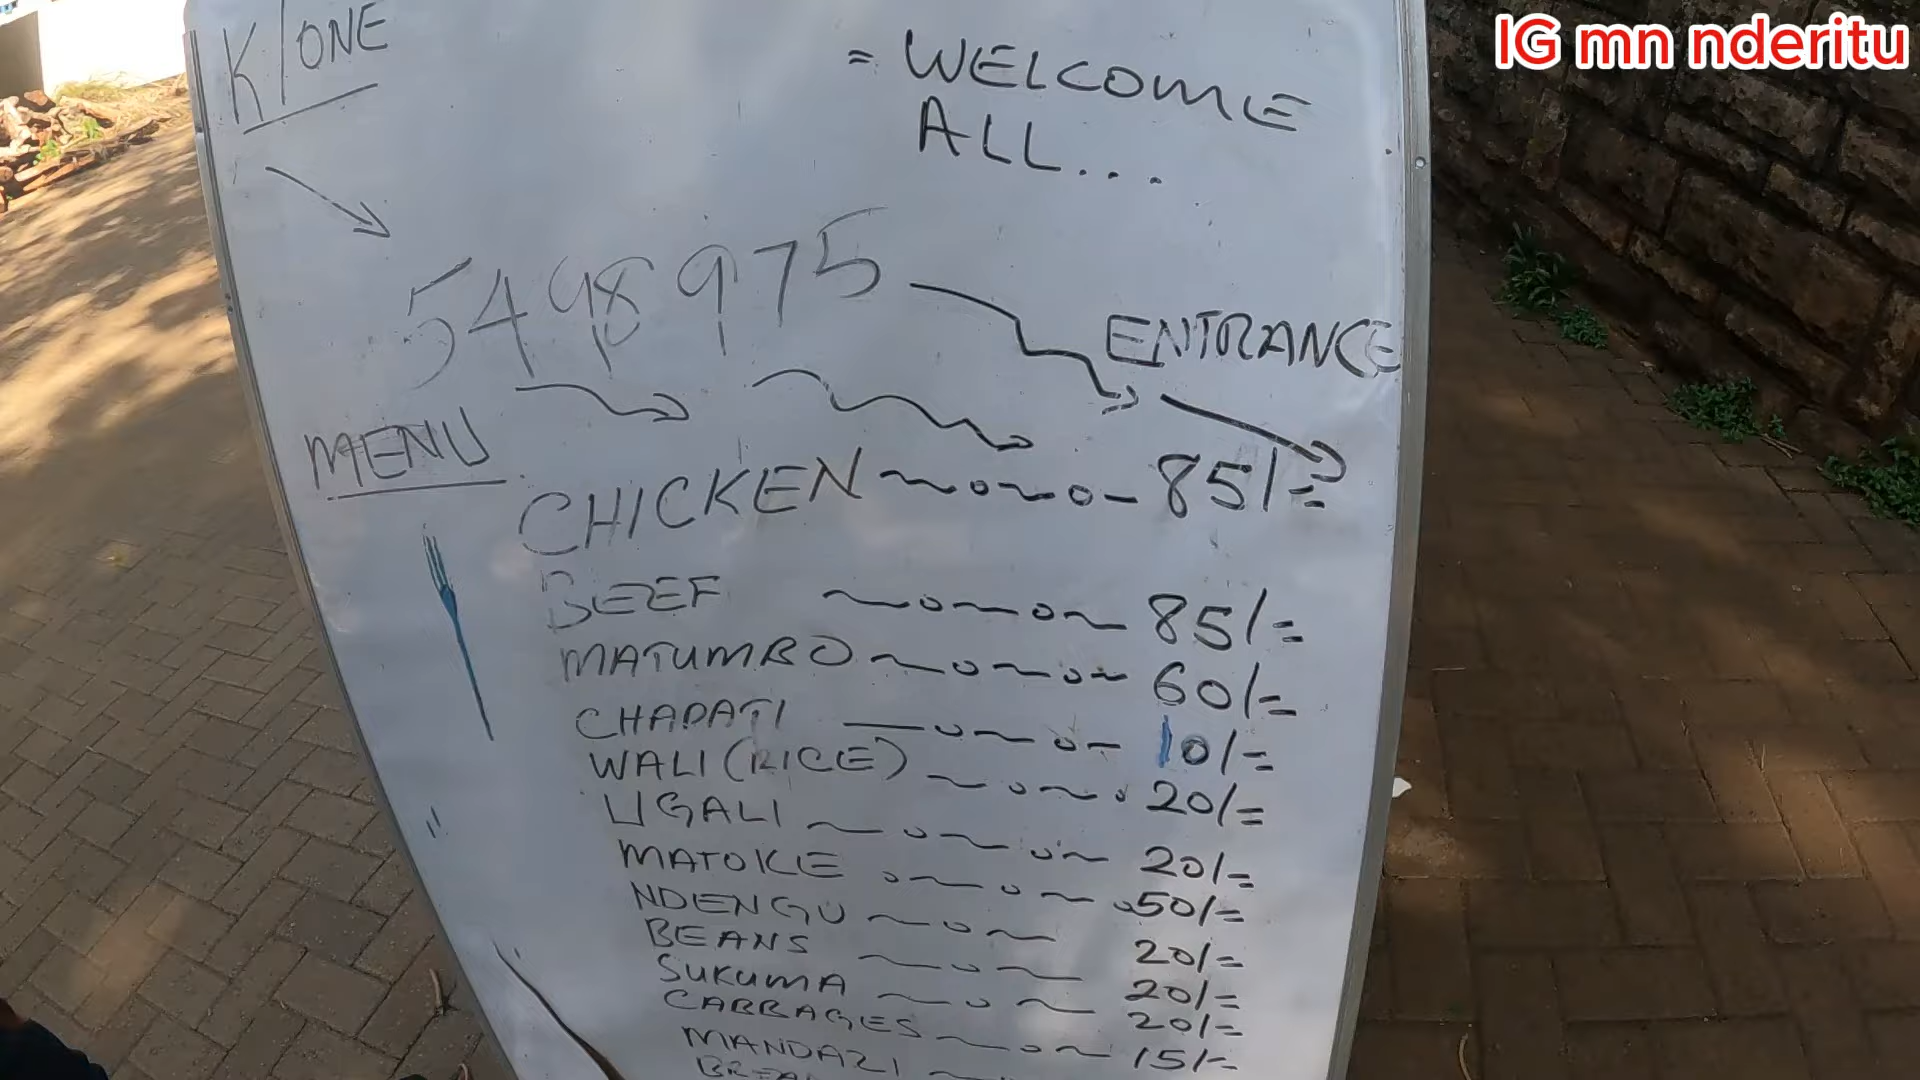 IG mn nderitu
K/ONE
= WELCOME
ALL...
5498975
ENTRANCE
MENU
CHICKEN 85/=
BEEF 85/=
MATUMBO 60/=
CHAPATI 10/=
WALI (RICE) 20/=
UGALI 20/=
MATOKE 50/=
NDENGU 20/=
BEANS 20/=
SUKUMA 20/=
CABBAGES 15/=
MANDAZI